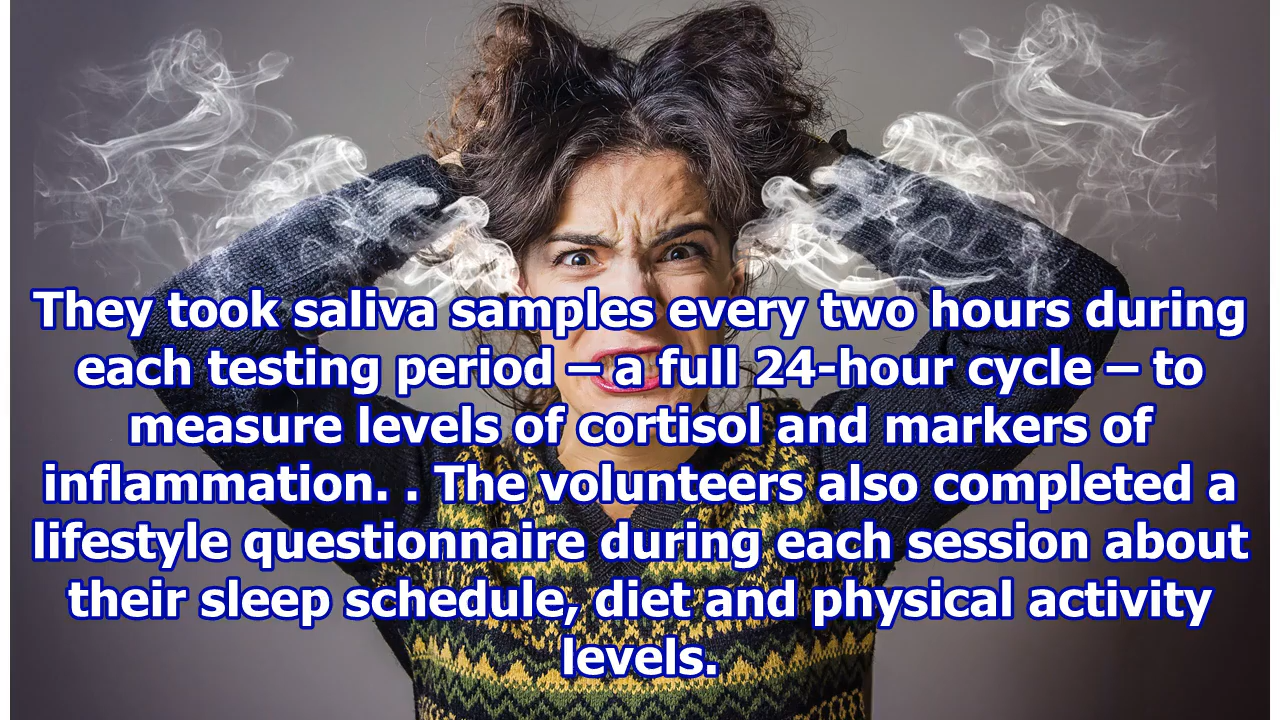 They took saliva samples every two hours during
each testing period – a full 24-hour cycle – to
measure levels of cortisol and markers of
inflammation. . The volunteers also completed a
lifestyle questionnaire during each session about
their sleep schedule, diet and physical activity
levels.